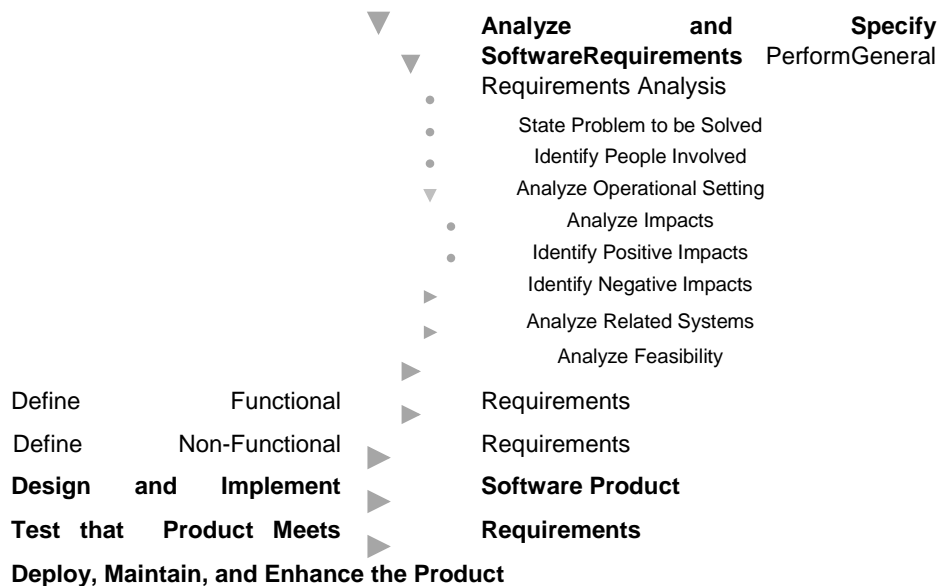 Analyze and Specify
SoftwareRequirements PerformGeneral
Requirements Analysis
State Problem to be Solved
Identify People Involved
Analyze Operational Setting
Analyze Impacts
Identify Positive Impacts
Identify Negative Impacts
Analyze Related Systems
Analyze Feasibility
Define Functional Requirements
Define Non-Functional Requirements
Design and Implement Software Product
Test that Product Meets Requirements
Deploy, Maintain, and Enhance the Product